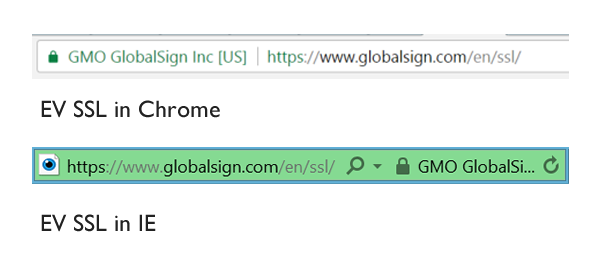 GMO GlobalSign Inc [US] https://www.globalsign.com/en/ssl/
EV SSL in Chrome
https://www.globalsign.com/en/ssl/ GMO GlobalSi...
EV SSL in IE